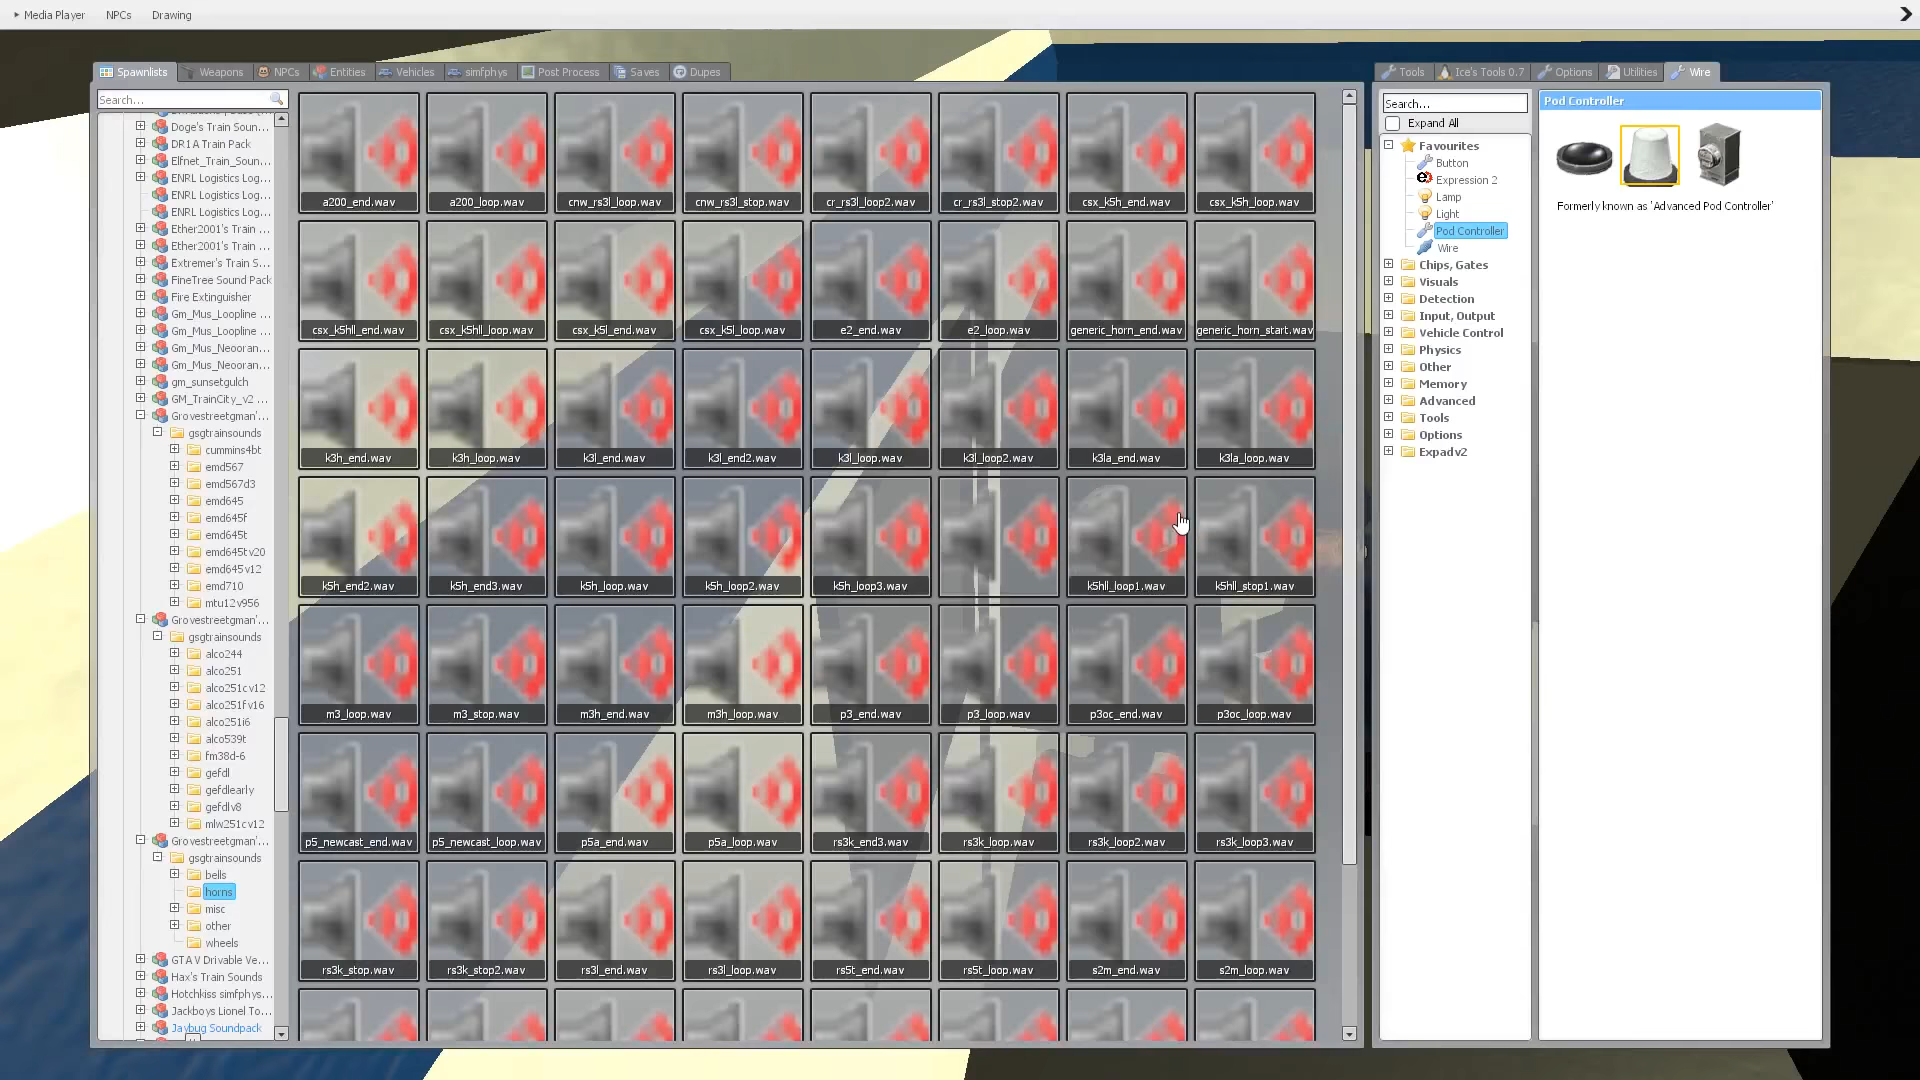 Media Player NPCs Drawing
Spawnlists Weapons NPCs Entities Vehicles simfphys Post Process Saves Dupes
Search...
Doge's Train Soun...
DR1A Train Pack
Elfnet_Train_Soun...
ENRL Logistics Log...
ENRL Logistics Log...
ENRL Logistics Log...
Ether2001's Train ...
Ether2001's Train ...
Extremer's Train S...
FineTree Sound Pack
Fire Extinguisher
Gm_Mus_Loopline ...
Gm_Mus_Loopline ...
Gm_Mus_Neooran...
Gm_Mus_Neooran...
gm_sunsetgulch
GM_TrainCity_v2 ...
Grovestreetgman'...
gsgtrainsounds
cummins4bt
emd567
emd567d3
emd645
emd645f
emd645t
emd645tv20
emd645v12
emd710
mtu12v956
Grovestreetgman'...
gsgtrainsounds
alco244
alco251
alco251cv12
alco251fv16
alco251i6
alco539t
fm38d-6
gefdl
gefdlearly
gefdlv8
mlw251cv12
Grovestreetgman'...
gsgtrainsounds
bells
horns
misc
other
wheels
GTA V Drivable Ve...
Hax's Train Sounds
Hotchkiss simfphys...
Jackboys Lionel To...
Jaybug Soundpack
a200_end.wav a200_loop.wav cnw_rs3l_loop.wav cnw_rs3l_stop.wav cr_rs3l_loop2.wav cr_rs3l_stop2.wav csx_k5h_end.wav csx_k5h_loop.wav
csx_k5hll_end.wav csx_k5hll_loop.wav csx_k5l_end.wav csx_k5l_loop.wav e2_end.wav e2_loop.wav generic_horn_end.wav generic_horn_start.wav
k3h_end.wav k3h_loop.wav k3l_end.wav k3l_end2.wav k3l_loop.wav k3l_loop2.wav k3la_end.wav k3la_loop.wav
k5h_end2.wav k5h_end3.wav k5h_loop.wav k5h_loop2.wav k5h_loop3.wav k5hll_loop1.wav k5hll_stop1.wav
m3_loop.wav m3_stop.wav m3h_end.wav m3h_loop.wav p3_end.wav p3_loop.wav p3oc_end.wav p3oc_loop.wav
p5_newcast_end.wav p5_newcast_loop.wav p5a_end.wav p5a_loop.wav rs3k_end3.wav rs3k_loop.wav rs3k_loop2.wav rs3k_loop3.wav
rs3k_stop.wav rs3k_stop2.wav rs3l_end.wav rs3l_loop.wav rs5t_end.wav rs5t_loop.wav s2m_end.wav s2m_loop.wav
Tools Ice's Tools 0.7 Options Utilities Wire
Search...
Expand All
Favourites
Button
Expression 2
Lamp
Light
Pod Controller
Wire
Chips, Gates
Visuals
Detection
Input, Output
Vehicle Control
Physics
Other
Memory
Advanced
Tools
Options
Expadv2
Pod Controller
Formerly known as 'Advanced Pod Controller'